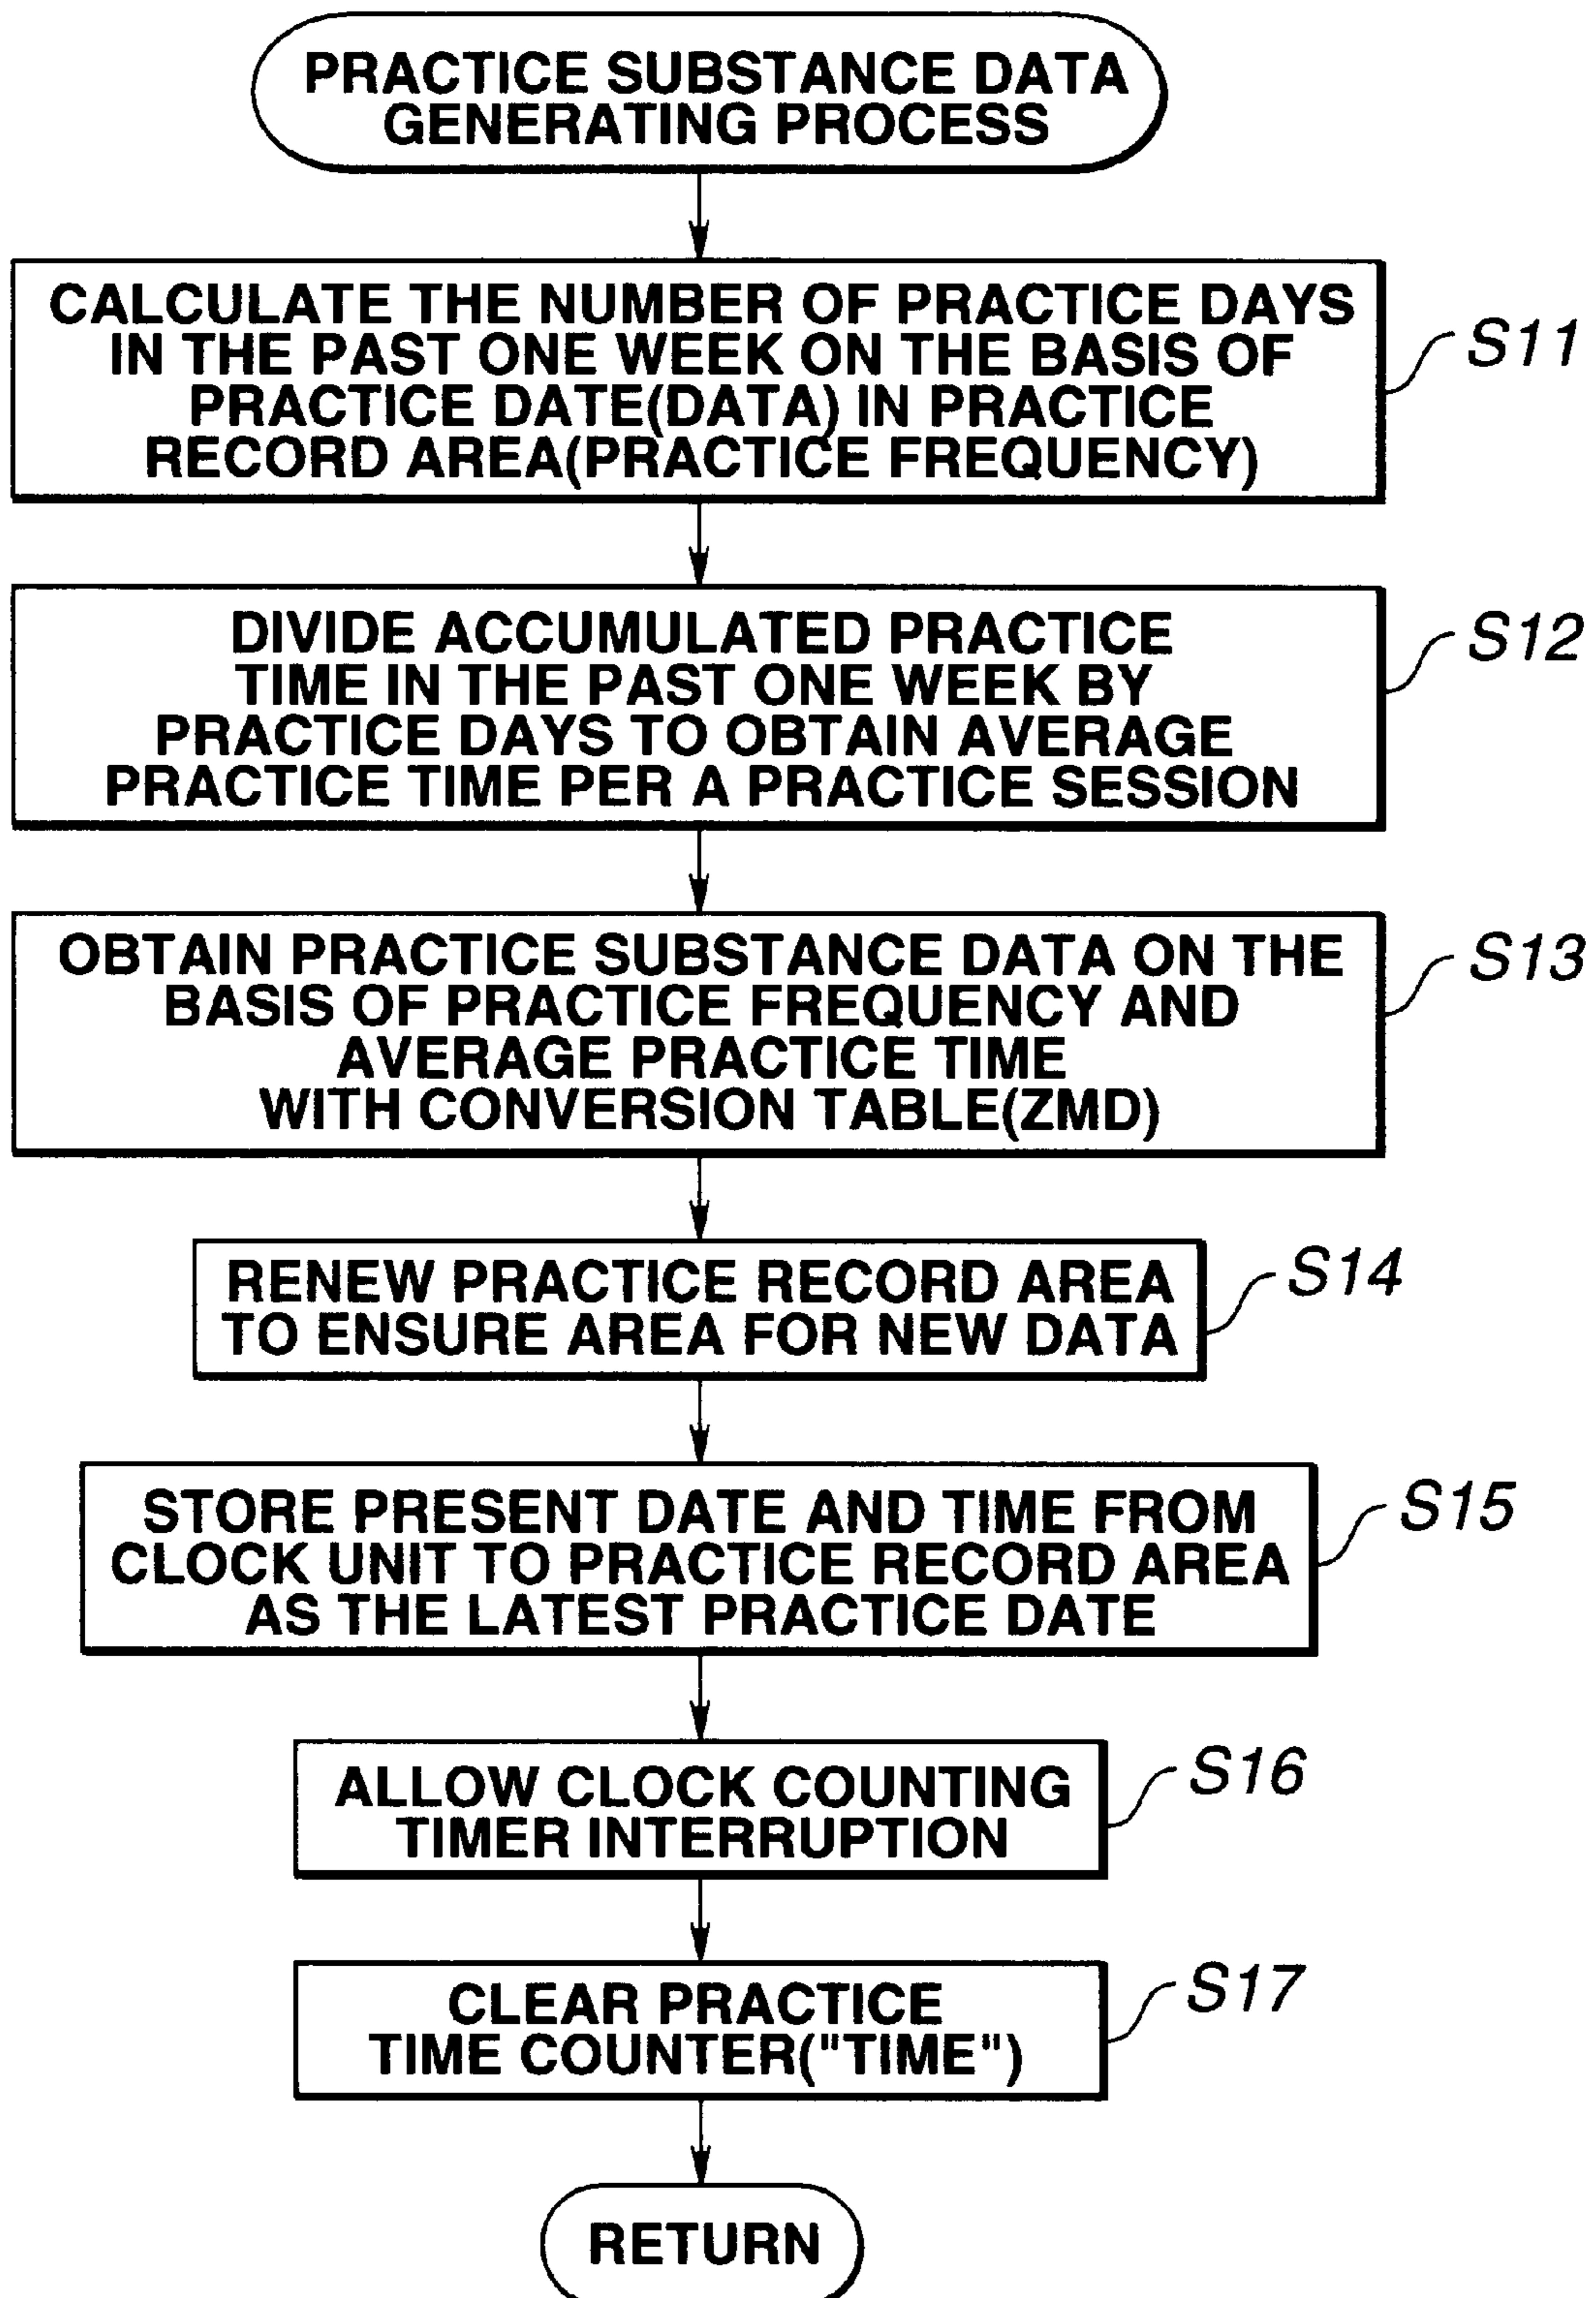 PRACTICE SUBSTANCE DATA
GENERATING PROCESS
CALCULATE THE NUMBER OF PRACTICE DAYS
IN THE PAST ONE WEEK ON THE BASIS OF
PRACTICE DATE(DATA) IN PRACTICE
RECORD AREA(PRACTICE FREQUENCY)
S11
DIVIDE ACCUMULATED PRACTICE
TIME IN THE PAST ONE WEEK BY
PRACTICE DAYS TO OBTAIN AVERAGE
PRACTICE TIME PER A PRACTICE SESSION
S12
OBTAIN PRACTICE SUBSTANCE DATA ON THE
BASIS OF PRACTICE FREQUENCY AND
AVERAGE PRACTICE TIME
WITH CONVERSION TABLE(ZMD)
S13
RENEW PRACTICE RECORD AREA
TO ENSURE AREA FOR NEW DATA
S14
STORE PRESENT DATE AND TIME FROM
CLOCK UNIT TO PRACTICE RECORD AREA
AS THE LATEST PRACTICE DATE
S15
ALLOW CLOCK COUNTING
TIMER INTERRUPTION
S16
CLEAR PRACTICE
TIME COUNTER("TIME")
S17
RETURN